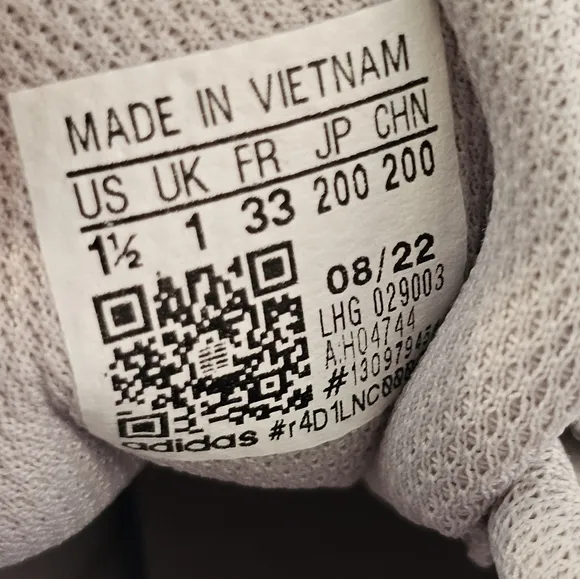 MADE IN VIETNAM
US UK FR JP CHN
1½ 1 33 200 200
08/22
LHG 029003
A:H04744
adidas